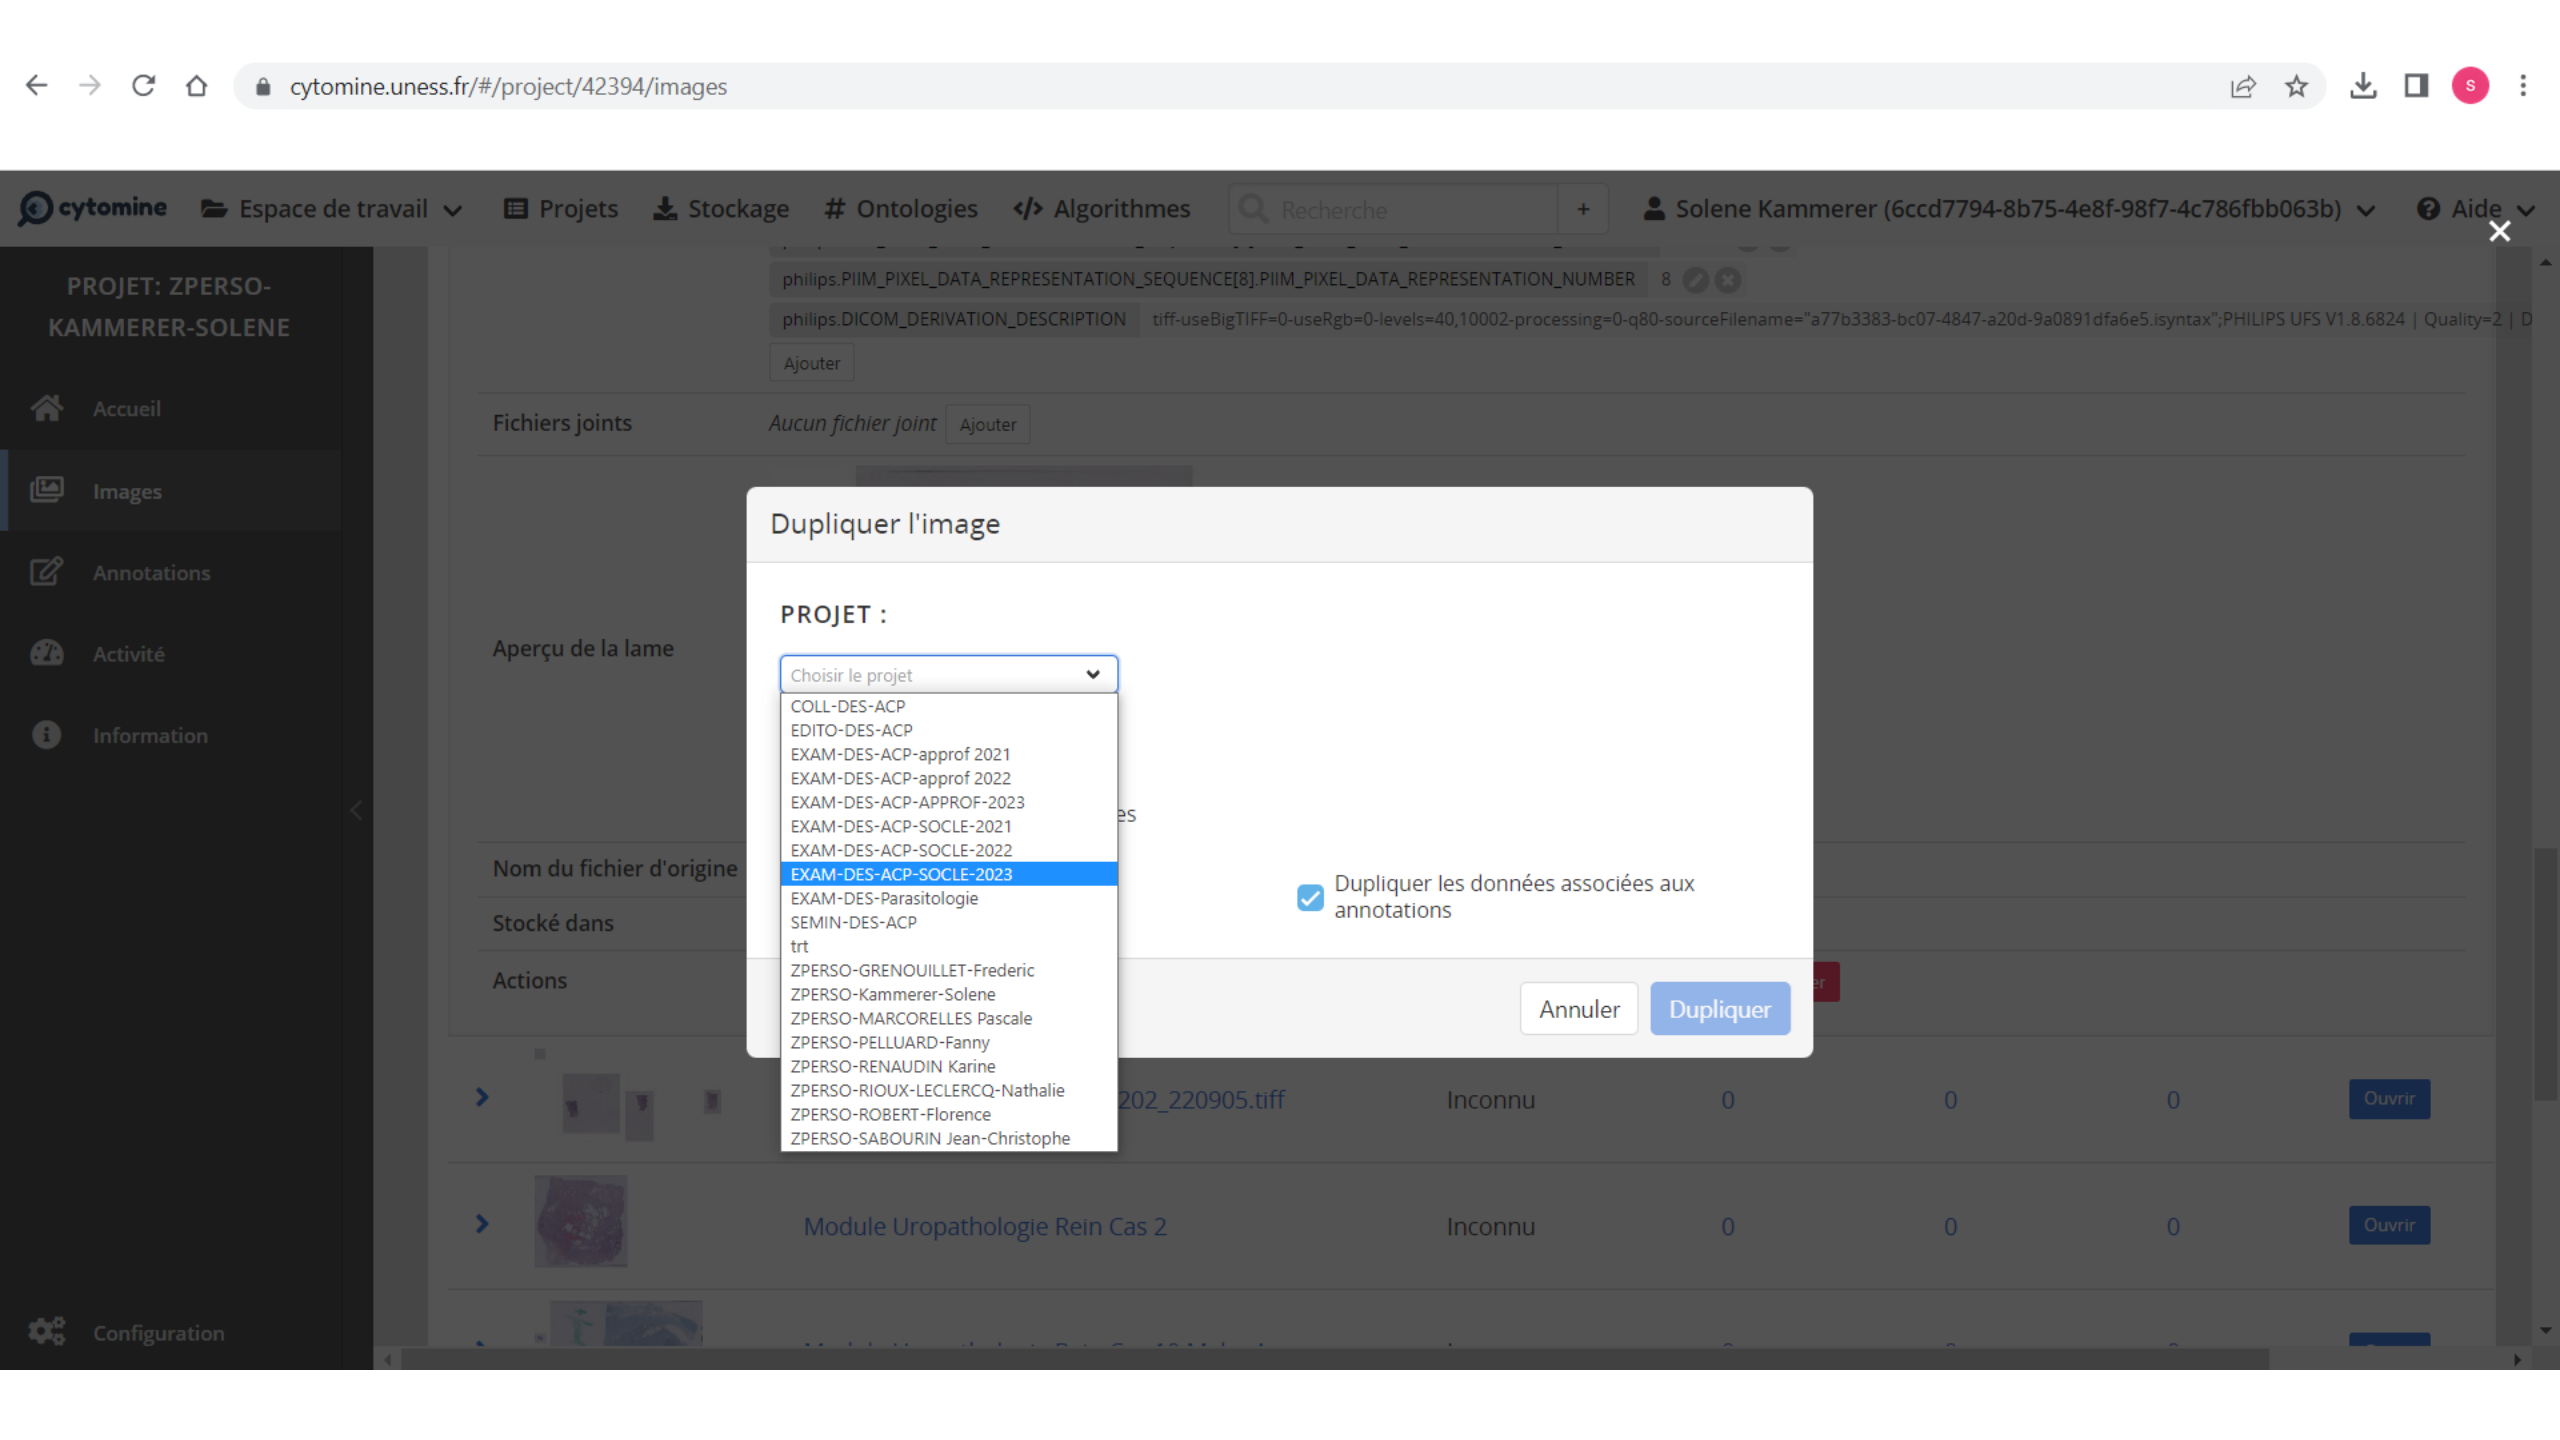 cytomine.uness.fr/#/project/42394/images
S
cytomine Espace de travail Projets Stockage # Ontologies </> Algorithmes Recherche + Solene Kammerer (6ccd7794-8b75-4e8f-98f7-4c786fbb063b) Aide
PROJET: ZPERSO-
KAMMERER-SOLENE
Accueil
Images
Annotations
Activité
Information
Configuration
philips.PIIM_PIXEL_DATA_REPRESENTATION_SEQUENCE[8].PIIM_PIXEL_DATA_REPRESENTATION_NUMBER 8
philips.DICOM_DERIVATION_DESCRIPTION tiff-useBigTIFF=0-useRgb=0-levels=40,10002-processing=0-q80-sourceFilename="a77b3383-bc07-4847-a20d-9a0891dfa6e5.isyntax";PHILIPS UFS V1.8.6824 | Quality=2 | D
Ajouter
Fichiers joints Aucun fichier joint Ajouter
Aperçu de la lame
Nom du fichier d'origine
Stocké dans
Actions
er
Dupliquer l'image
PROJET :
Choisir le projet
COLL-DES-ACP
EDITO-DES-ACP
EXAM-DES-ACP-approf 2021
EXAM-DES-ACP-approf 2022
EXAM-DES-ACP-APPROF-2023
EXAM-DES-ACP-SOCLE-2021
EXAM-DES-ACP-SOCLE-2022
EXAM-DES-ACP-SOCLE-2023
EXAM-DES-Parasitologie
SEMIN-DES-ACP
trt
ZPERSO-GRENOUILLET-Frederic
ZPERSO-Kammerer-Solene
ZPERSO-MARCORELLES Pascale
ZPERSO-PELLUARD-Fanny
ZPERSO-RENAUDIN Karine
ZPERSO-RIOUX-LECLERCQ-Nathalie
ZPERSO-ROBERT-Florence
ZPERSO-SABOURIN Jean-Christophe
es
Dupliquer les données associées aux
annotations
Annuler Dupliquer
202_220905.tiff Inconnu 0 0 0 Ouvrir
Module Uropathologie Rein Cas 2 Inconnu 0 0 0 Ouvrir